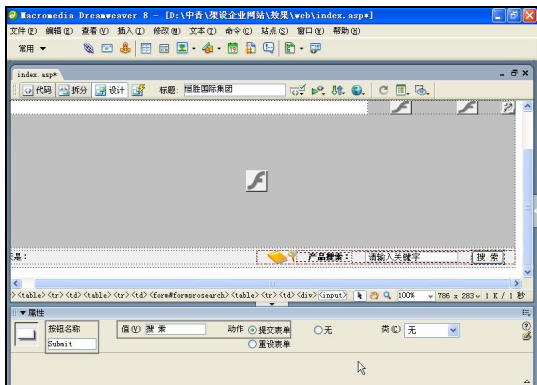 Macromedia Dreamweaver 8 - [D:\中青\架设企业网站\效果\web\index.asp*]
文件(F) 编辑(E) 查看(V) 插入(I) 修改(M) 文本(T) 命令(C) 站点(S) 窗口(W) 帮助(H)
常用
index.asp*
代码 拆分 设计 标题: 恒胜国际集团
是: 产品搜索: 请输入关键字 搜 索
><table><tr><td><table><tr><td><form#formprosearch><table><tr><td><div><input> 100% 786 x 283 1 K / 1 秒
属性
按钮名称 值(V) 搜 索 动作 提交表单 无 类(C) 无
Submit 重设表单